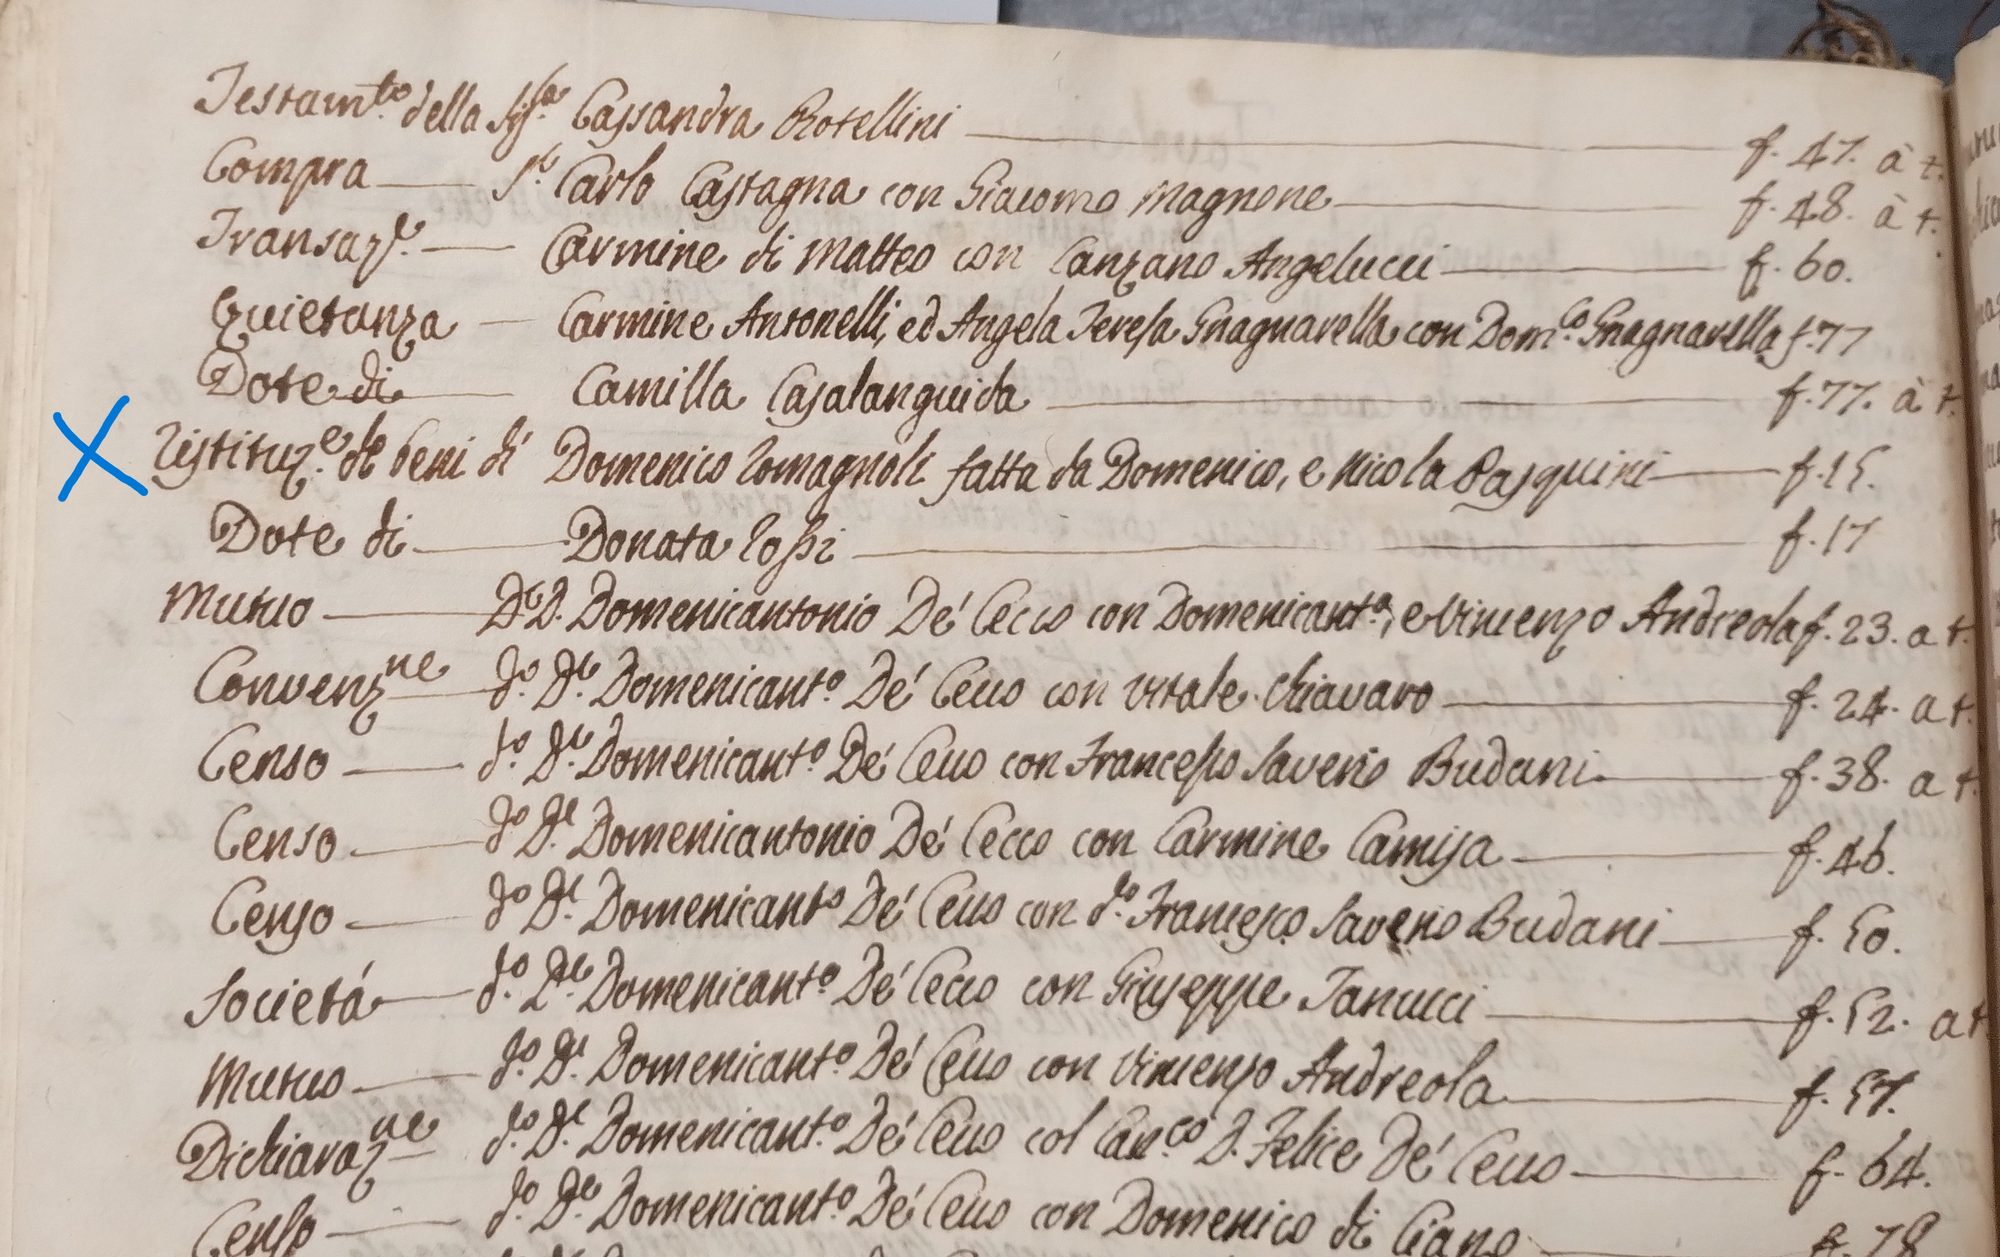 Testam.to della Sig.ra Cassandra Rotellini f. 47. à t.
Compra S.r Carlo Castagna con Giacomo Magnone f. 48. à t.
Transaz.e Carmine di Matteo con Canzano Angelucci f. 60.
Quietanza Carmine Antonelli, ed Angela Teresa Gnagnarella con Dom.co Gnagnarella f. 77
Dote di Camilla Casalanguida f. 77. à t.
Restituz.e de beni di Domenico Romagnoli fatta da Domenico, e Nicola Pasquini f. 15.
Dote di Donata Rossi f. 17
Mutuo D.r D. Domenicantonio De' Cecco con Domenicant.o, e Vincenzo Andreola f. 23. a t.
Convenz.ne d.o D.r Domenicant.o De' Cecco con Vitale Chiavaro f. 24. a t.
Censo d.o D.r Domenicant.o De' Cecco con Francesco Saverio Budani f. 38. a t.
Censo d.o D.r Domenicantonio De' Cecco con Carmine Camisa f. 46.
Censo d.o D.r Domenicant.o De' Cecco con d.o Francesco Saverio Budani f. 50.
Società d.o D.r Domenicant.o De' Cecco con Giuseppe Ianucci f. 52. a t.
Mutuo d.o D.r Domenicant.o De' Cecco con Vincenzo Andreola f. 57.
Dichiaraz.ne d.o D.r Domenicant.o De' Cecco col Can.co D. Felice De' Cecco f. 64.
Censo d.o D.r Domenicant.o De' Cecco con Domenico di Ciano f. 78